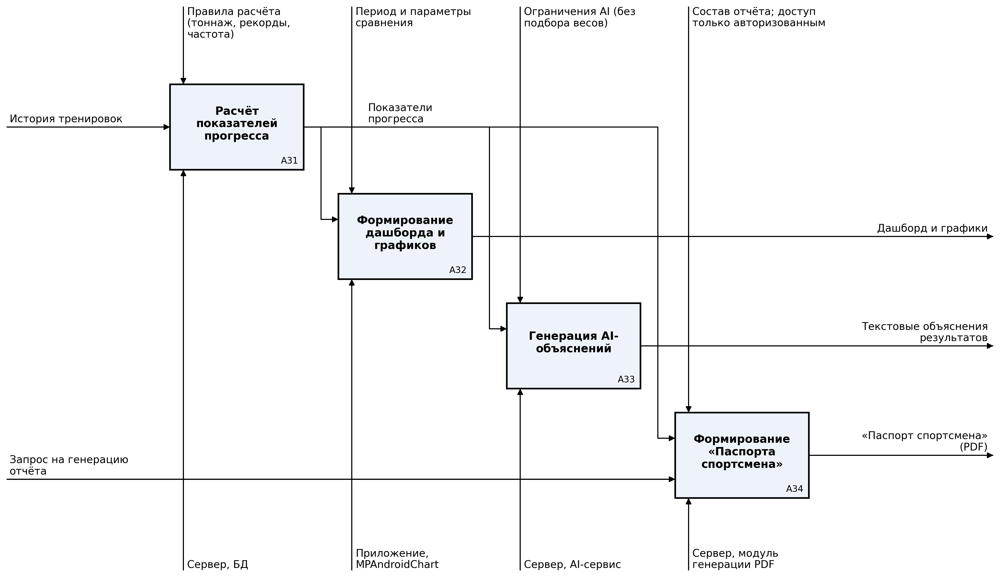 Правила расчёта
(тоннаж, рекорды,
частота)
Период и параметры
сравнения
Ограничения AI (без
подбора весов)
Состав отчёта; доступ
только авторизованным
История тренировок
Расчёт
показателей
прогресса
A31
Показатели
прогресса
Формирование
дашборда и
графиков
A32
Дашборд и графики
Генерация AI-
объяснений
A33
Текстовые объяснения
результатов
Формирование
«Паспорта
спортсмена»
A34
«Паспорт спортсмена»
(PDF)
Запрос на генерацию
отчёта
Сервер, БД
Приложение,
MPAndroidChart
Сервер, AI-сервис
Сервер, модуль
генерации PDF